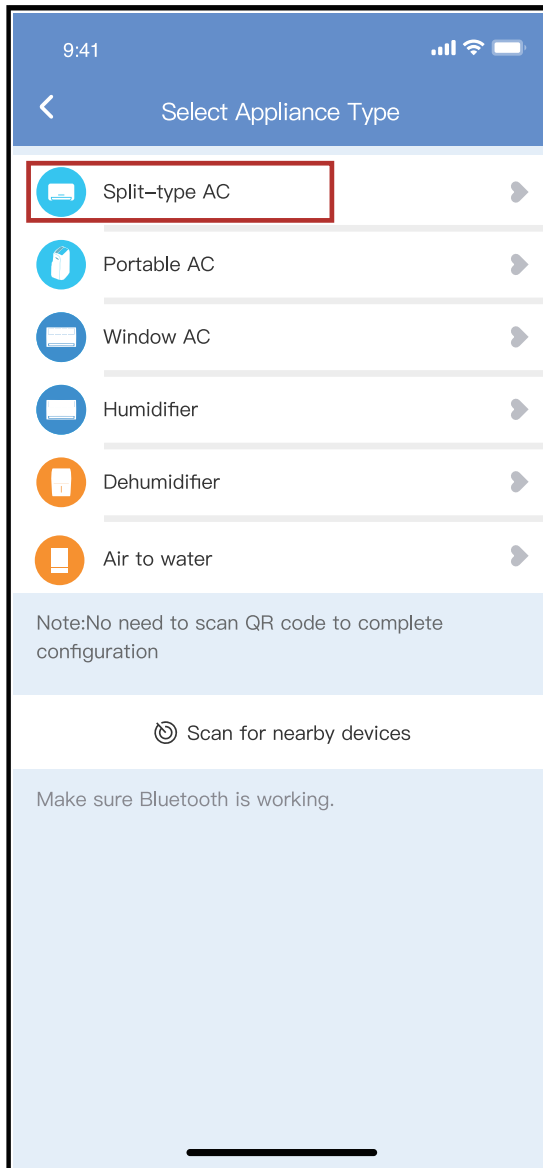 9:41
Select Appliance Type
Split-type AC
Portable AC
Window AC
Humidifier
Dehumidifier
Air to water
Note:No need to scan QR code to complete
configuration
Scan for nearby devices
Make sure Bluetooth is working.